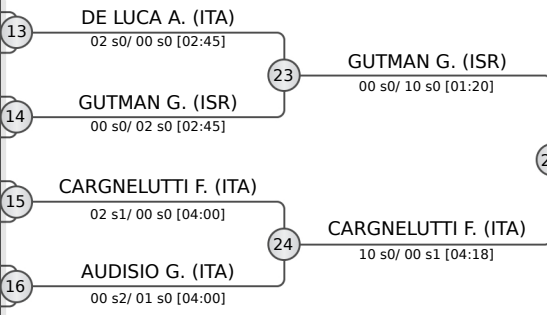 DE LUCA A. (ITA)
13
02 s0/ 00 s0 [02:45]
GUTMAN G. (ISR)
23
00 s0/ 10 s0 [01:20]
GUTMAN G. (ISR)
14
00 s0/ 02 s0 [02:45]
CARGNELUTTI F. (ITA)
15
02 s1/ 00 s0 [04:00]
CARGNELUTTI F. (ITA)
24
10 s0/ 00 s1 [04:18]
AUDISIO G. (ITA)
16
00 s2/ 01 s0 [04:00]